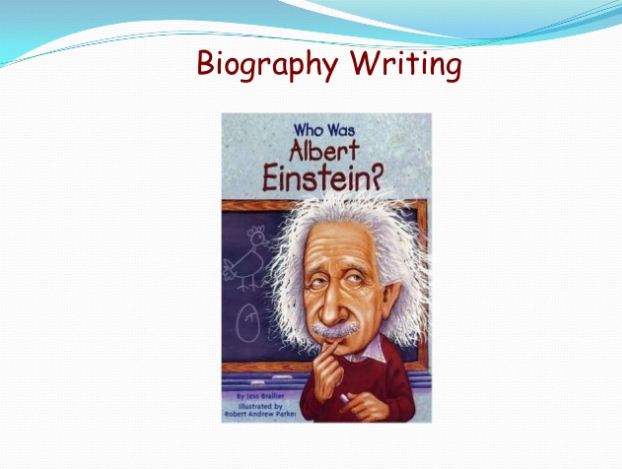 Biography Writing
Who Was
Albert
Einstein?
By Jess Brallier
Illustrated by
Robert Andrew Parker